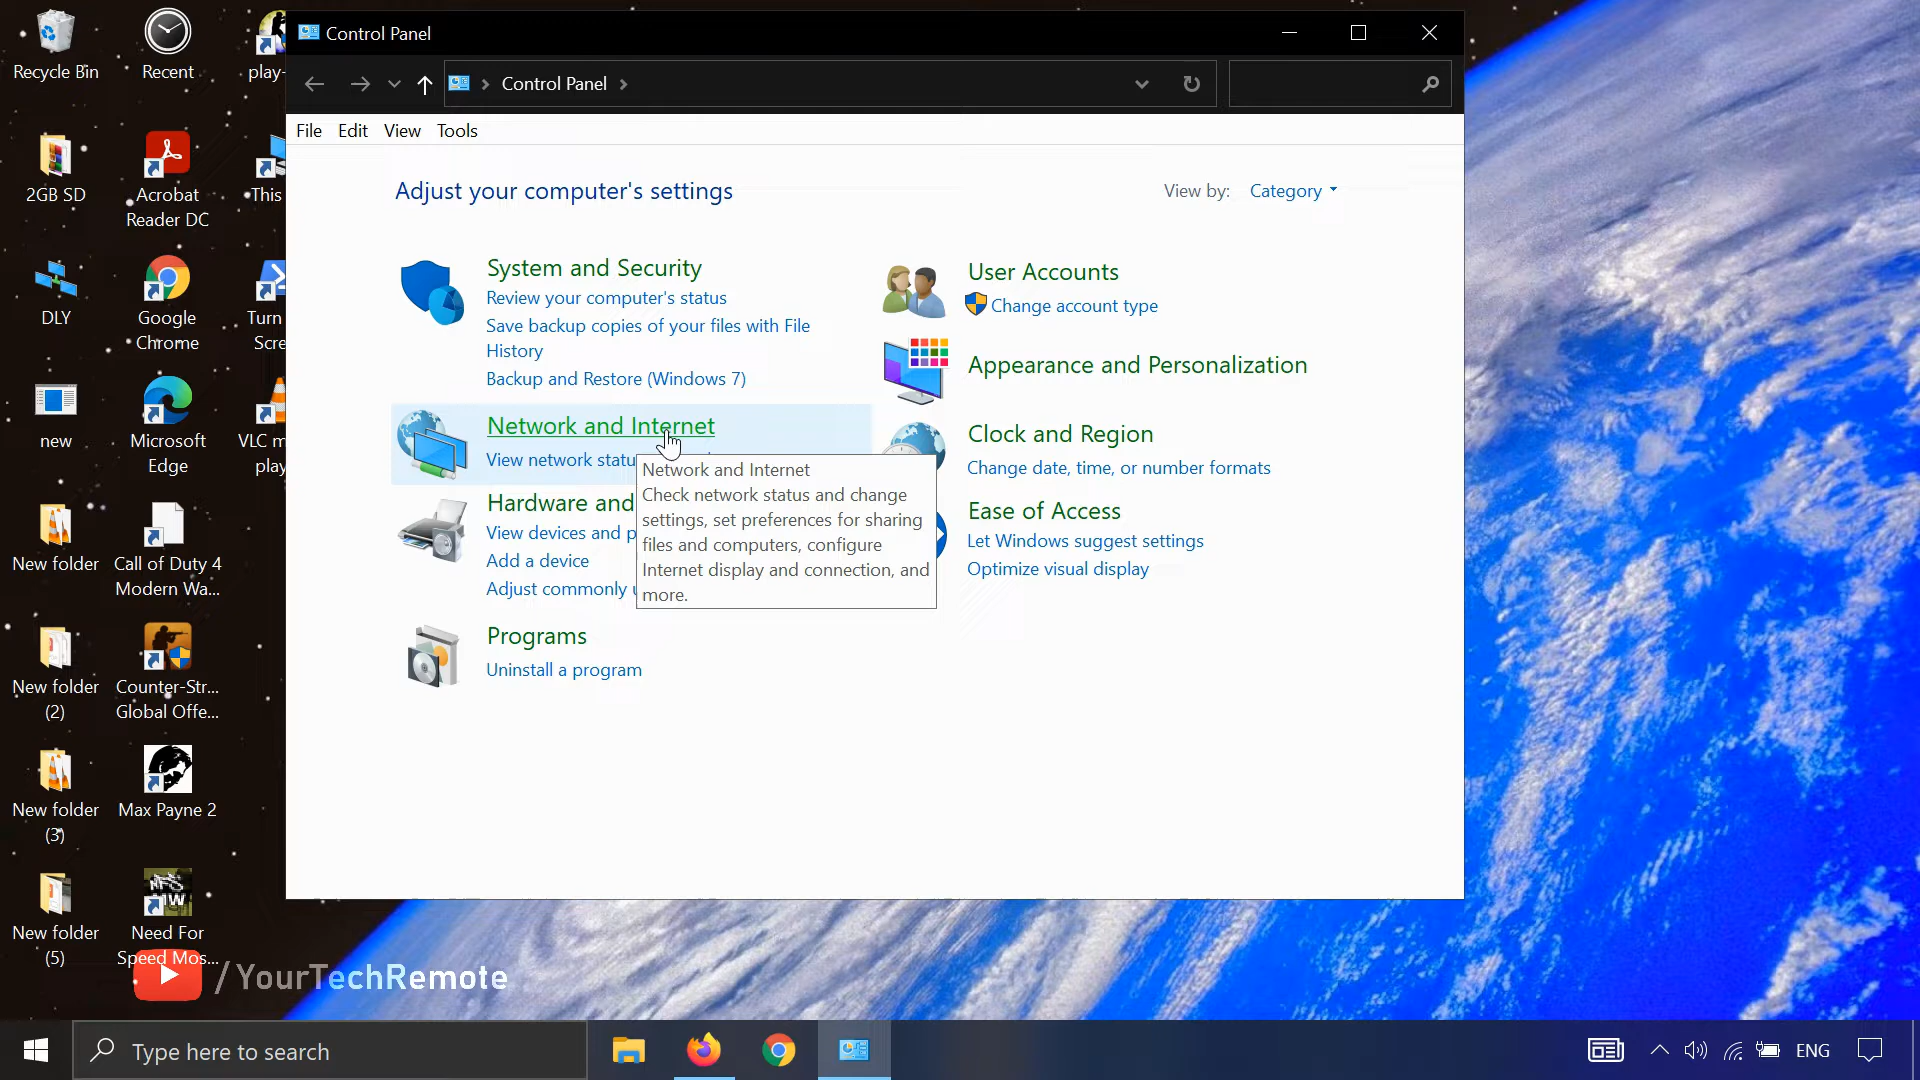 Recycle Bin
Recent
play-
2GB SD
Acrobat
Reader DC
This
DLY
Google
Chrome
Turn
Scre
new
Microsoft
Edge
VLC m
play
New folder
Call of Duty 4
Modern Wa...
New folder
(2)
Counter-Str...
Global Offe...
New folder
(3)
Max Payne 2
New folder
(5)
Need For
Speed Mos...
/YourTechRemote
Control Panel
Control Panel
File Edit View Tools
Adjust your computer's settings
View by: Category
System and Security
Review your computer's status
Save backup copies of your files with File
History
Backup and Restore (Windows 7)
Network and Internet
View network statu
Hardware and
View devices and p
Add a device
Adjust commonly u
Programs
Uninstall a program
Network and Internet
Check network status and change
settings, set preferences for sharing
files and computers, configure
Internet display and connection, and
more.
User Accounts
Change account type
Appearance and Personalization
Clock and Region
Change date, time, or number formats
Ease of Access
Let Windows suggest settings
Optimize visual display
Type here to search
ENG